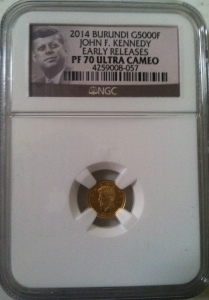 2014 BURUNDI G5000F
JOHN F. KENNEDY
EARLY RELEASES
PF 70 ULTRA CAMEO
4259008-057
NGC